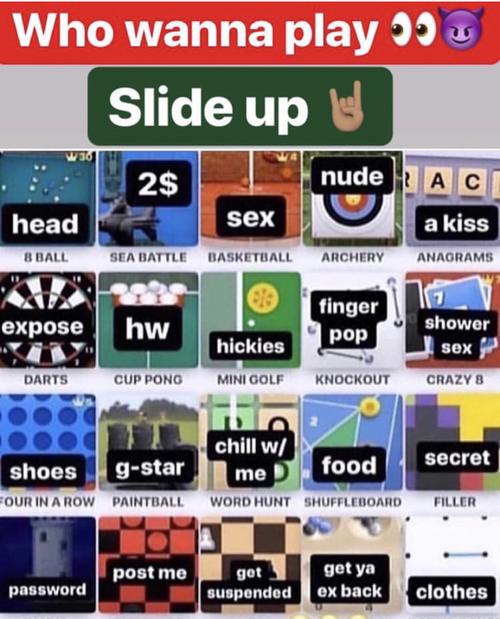 Who wanna play 👀😈
Slide up 🤘🏽
head
2$
sex
nude
A C
a kiss
8 BALL
SEA BATTLE
BASKETBALL
ARCHERY
ANAGRAMS
expose
hw
hickies
finger
pop
shower
sex
DARTS
CUP PONG
MINI GOLF
KNOCKOUT
CRAZY 8
shoes
g-star
chill w/
me
food
secret
FOUR IN A ROW
PAINTBALL
WORD HUNT
SHUFFLEBOARD
FILLER
password
post me
get
suspended
get ya
ex back
clothes